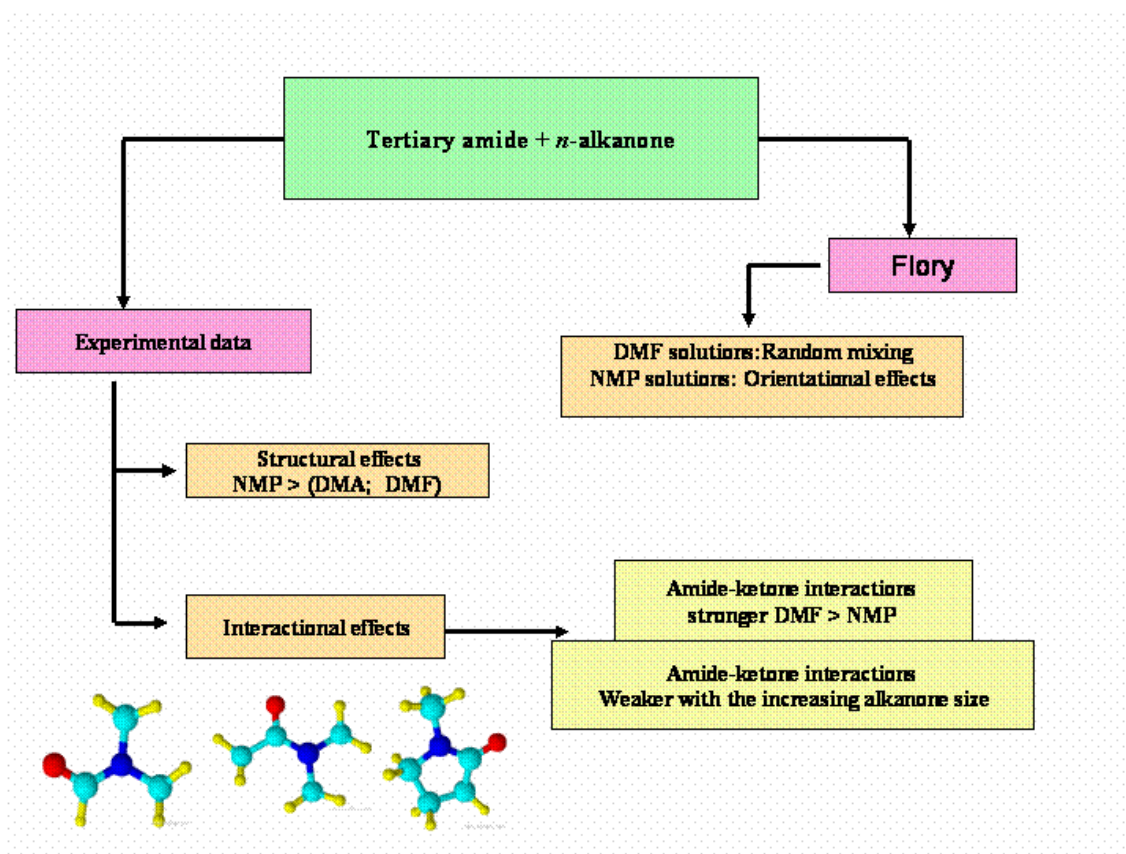 Tertiary amide + n-alkanone
Flory
Experimental data
DMF solutions:Random mixing
NMP solutions: Orientational effects
Structural effects
NMP > (DMA; DMF)
Interactional effects
Amide-ketone interactions
stronger DMF > NMP
Amide-ketone interactions
Weaker with the increasing alkanone size